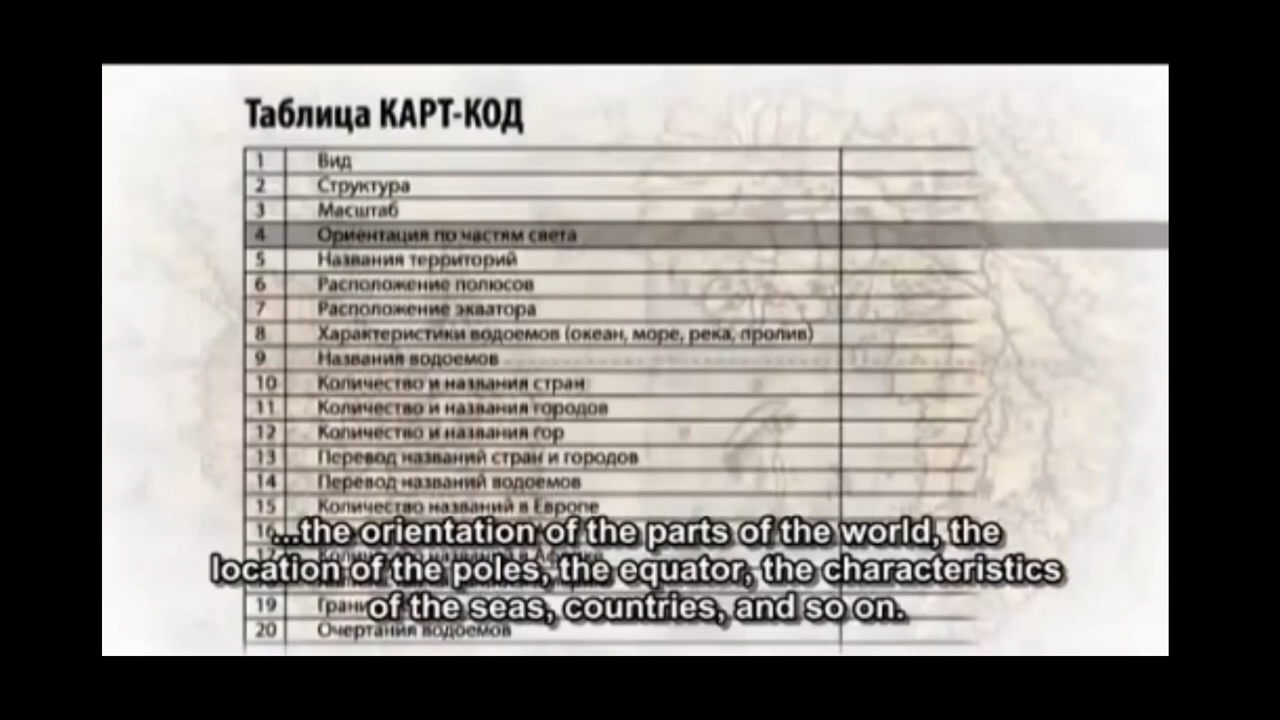 Таблица КАРТ-КОД
1 Вид
2 Структура
3 Масштаб
4 Ориентация по частям света
5 Названия территорий
6 Расположение полюсов
7 Расположение экватора
8 Характеристики водоемов (океан, море, река, пролив)
9 Названия водоемов
10 Количество и названия стран
11 Количество и названия городов
12 Количество и названия гор
13 Перевод названий стран и городов
14 Перевод названий водоемов
15 Количество названий в Европе
16
...the orientation of the parts of the world, the
17 Количество названий в Африке
location of the poles, the equator, the characteristics
19
of the seas, countries, and so on.
20 Очертания водоемов